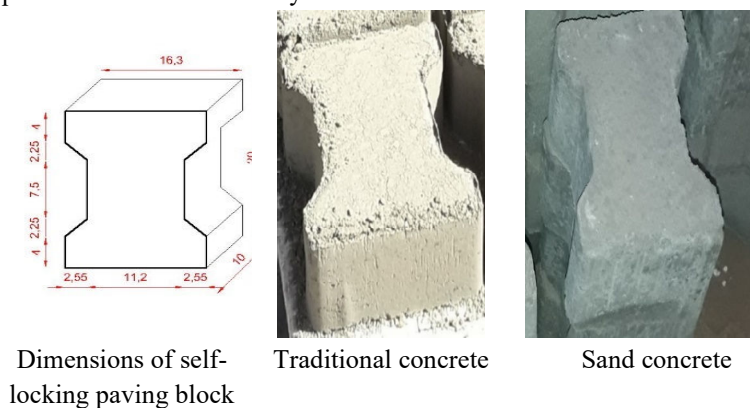 16,3
4
2,25
7,5
2,25
4
2,55
11,2
2,55
10
Dimensions of self-
locking paving block
Traditional concrete
Sand concrete